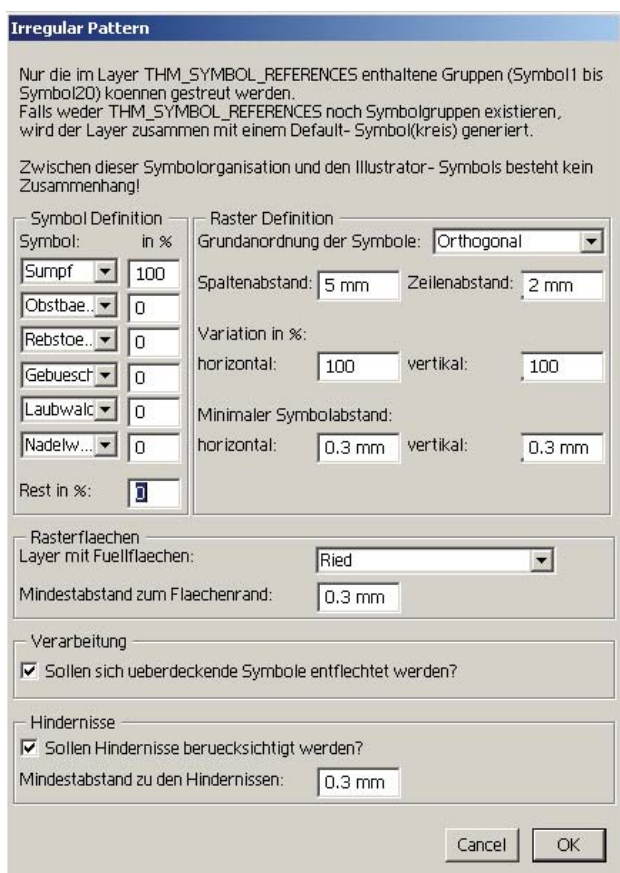 Irregular Pattern
Nur die im Layer THM_SYMBOL_REFERENCES enthaltene Gruppen (Symbol1 bis
Symbol20) koennen gestreut werden.
Falls weder THM_SYMBOL_REFERENCES noch Symbolgruppen existieren,
wird der Layer zusammen mit einem Default- Symbol(kreis) generiert.
Zwischen dieser Symbolorganisation und den Illustrator- Symbols besteht kein
Zusammenhang!
Symbol Definition
Symbol: in %
Sumpf 100
Obstbae... 0
Rebstoe... 0
Gebuesch 0
Laubwald 0
Nadelw... 0
Rest in %: 0
Raster Definition
Grundanordnung der Symbole: Orthogonal
Spaltenabstand: 5 mm Zeilenabstand: 2 mm
Variation in %:
horizontal: 100 vertikal: 100
Minimaler Symbolabstand:
horizontal: 0.3 mm vertikal: 0.3 mm
Rasterflaechen
Layer mit Fuellflaechen: Ried
Mindestabstand zum Flaechenrand: 0.3 mm
Verarbeitung
Sollen sich ueberdeckende Symbole entflechtet werden?
Hindernisse
Sollen Hindernisse beruecksichtigt werden?
Mindestabstand zu den Hindernissen: 0.3 mm
Cancel OK